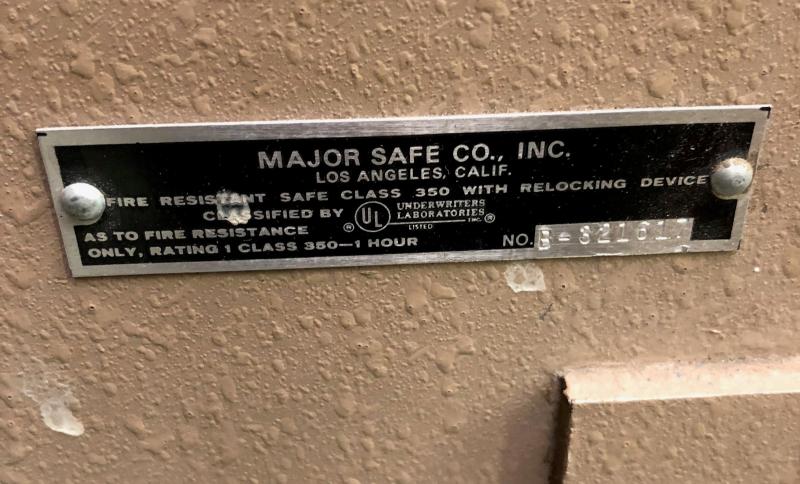 MAJOR SAFE CO., INC.
LOS ANGELES, CALIF.
FIRE RESISTANT SAFE CLASS 350 WITH RELOCKING DEVICE
CLASSIFIED BY UL UNDERWRITERS LABORATORIES INC. ® ® LISTED
AS TO FIRE RESISTANCE
ONLY, RATING 1 CLASS 350—1 HOUR
NO.